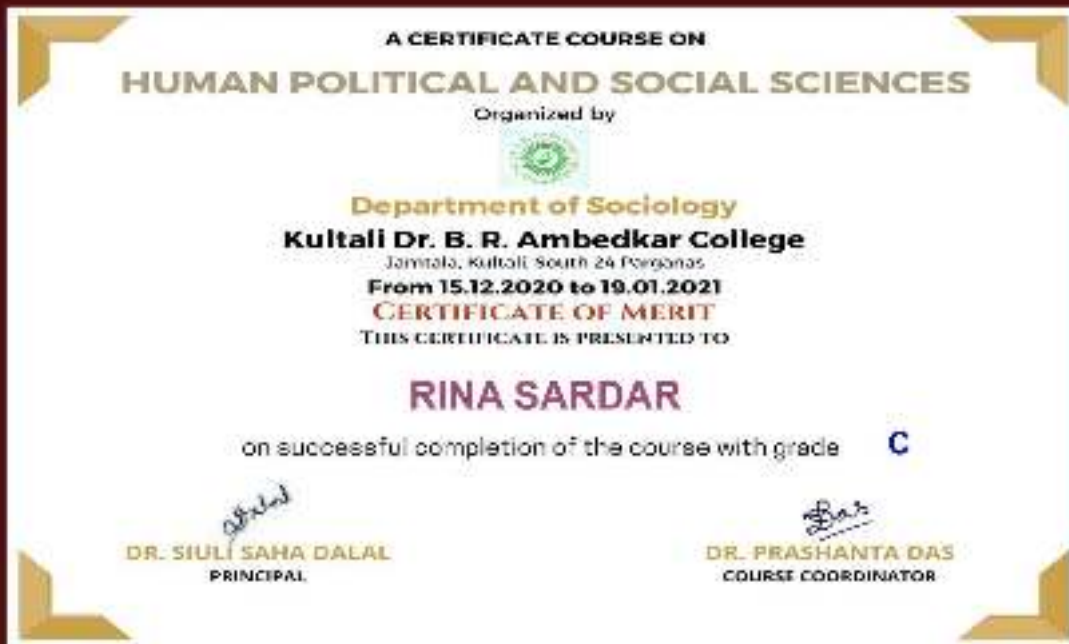 A CERTIFICATE COURSE ON
HUMAN POLITICAL AND SOCIAL SCIENCES
Organized by
Department of Sociology
Kultali Dr. B. R. Ambedkar College
Jamtala, Kultali South 24 Parganas
From 15.12.2020 to 19.01.2021
CERTIFICATE OF MERIT
THIS CERTIFICATE IS PRESENTED TO
RINA SARDAR
on successful completion of the course with grade C
DR. SIULI SAHA DALAL
PRINCIPAL
Das
DR. PRASHANTA DAS
COURSE COORDINATOR